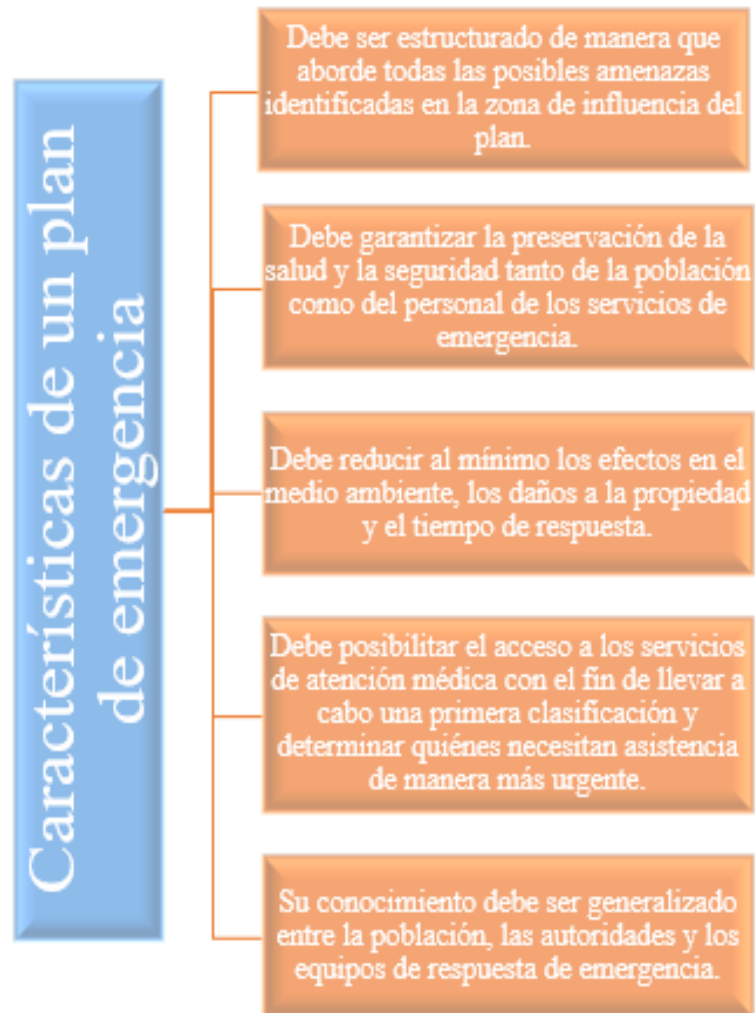 Características de un plan
de emergencia
Debe ser estructurado de manera que
aborde todas las posibles amenazas
identificadas en la zona de influencia del
plan.
Debe garantizar la preservación de la
salud y la seguridad tanto de la población
como del personal de los servicios de
emergencia.
Debe reducir al mínimo los efectos en el
medio ambiente, los daños a la propiedad
y el tiempo de respuesta.
Debe posibilitar el acceso a los servicios
de atención médica con el fin de llevar a
cabo una primera clasificación y
determinar quiénes necesitan asistencia
de manera más urgente.
Su conocimiento debe ser generalizado
entre la población, las autoridades y los
equipos de respuesta de emergencia.